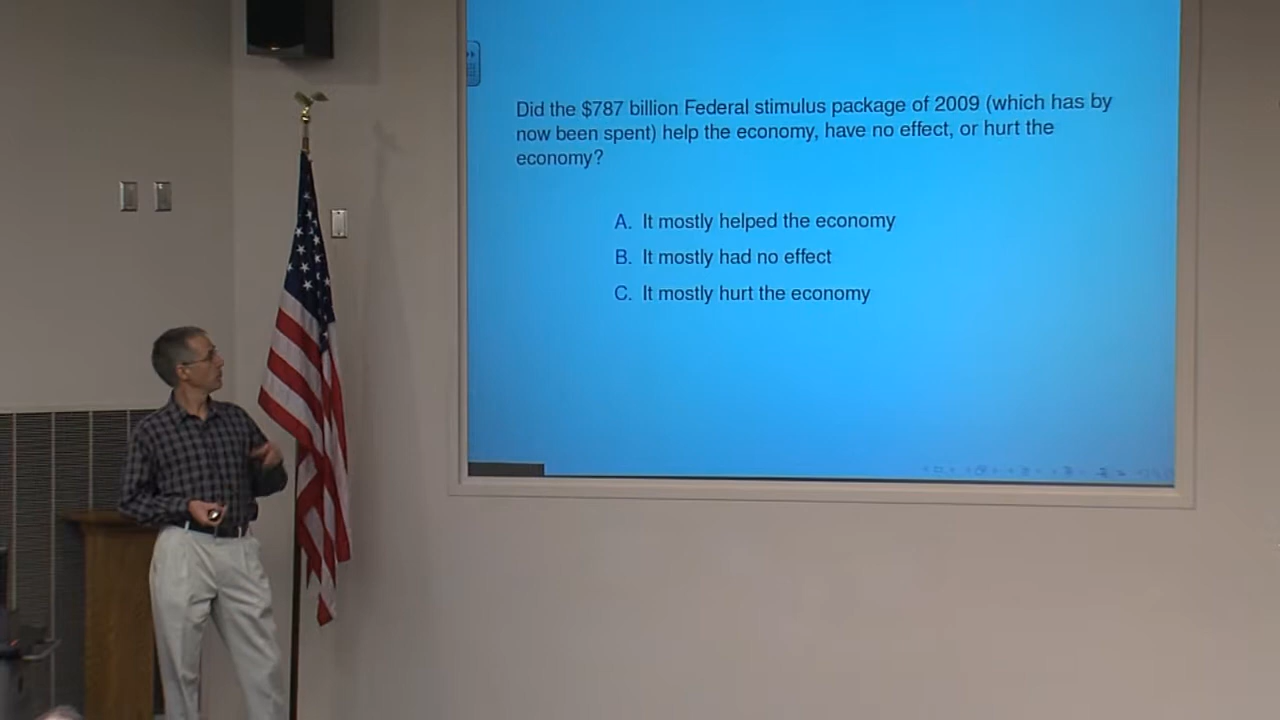 Did the $787 billion Federal stimulus package of 2009 (which has by
now been spent) help the economy, have no effect, or hurt the
economy?
A. It mostly helped the economy
B. It mostly had no effect
C. It mostly hurt the economy